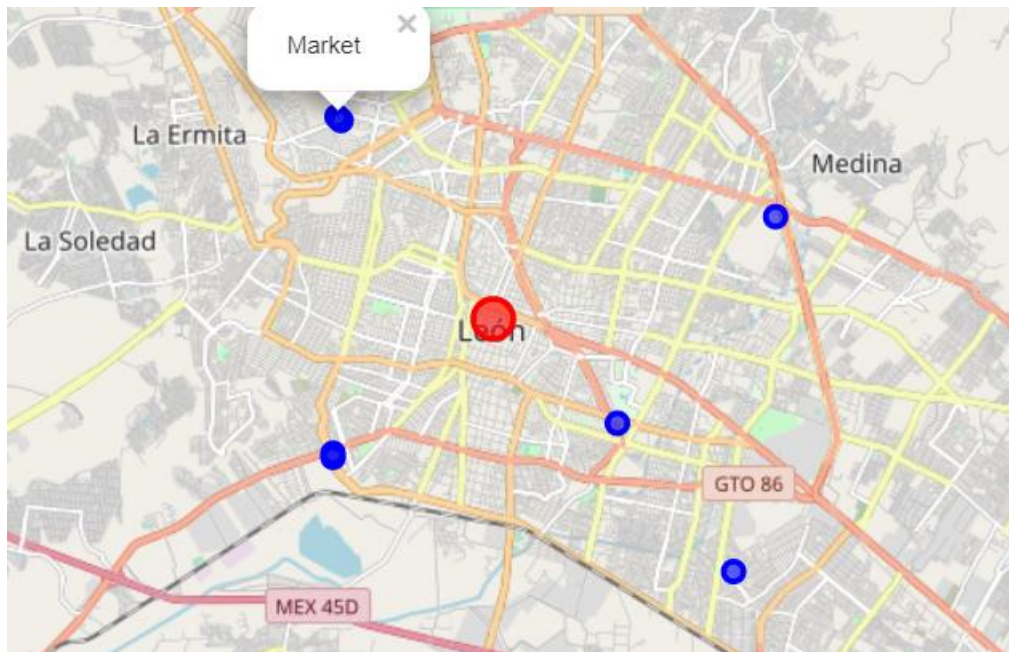 ×
Market
La Ermita
Medina
La Soledad
León
GTO 86
MEX 45D